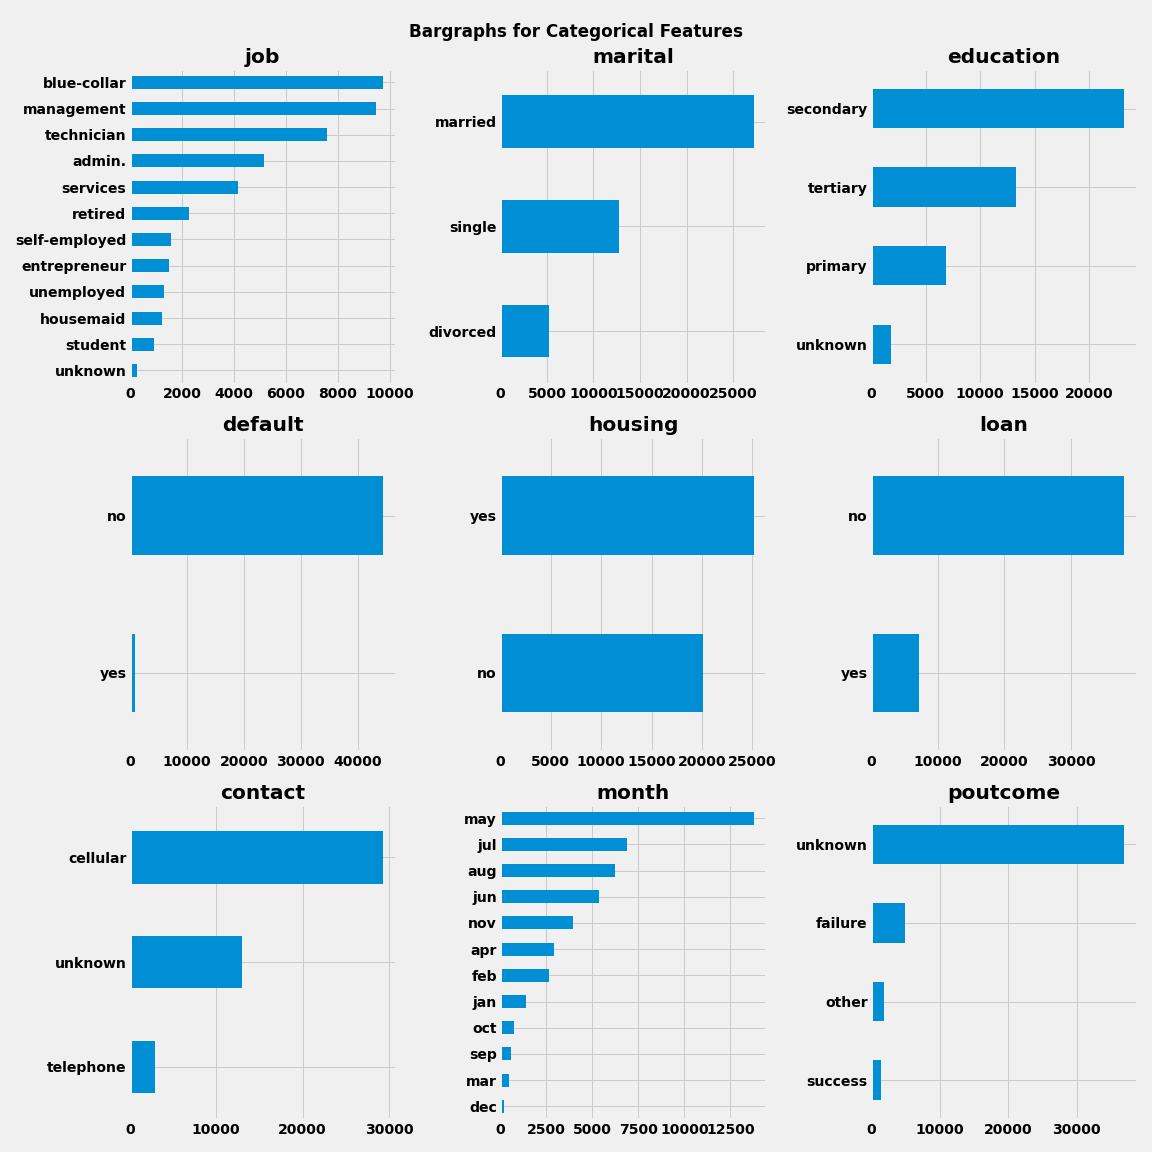 Bargraphs for Categorical Features
job
blue-collar
management
technician
admin.
services
retired
self-employed
entrepreneur
unemployed
housemaid
student
unknown
0 2000 4000 6000 8000 10000
marital
married
single
divorced
0 5000 10000 15000 20000 25000
education
secondary
tertiary
primary
unknown
0 5000 10000 15000 20000
default
no
yes
0 10000 20000 30000 40000
housing
yes
no
0 5000 10000 15000 20000 25000
loan
no
yes
0 10000 20000 30000
contact
cellular
unknown
telephone
0 10000 20000 30000
month
may
jul
aug
jun
nov
apr
feb
jan
oct
sep
mar
dec
0 2500 5000 7500 10000 12500
poutcome
unknown
failure
other
success
0 10000 20000 30000